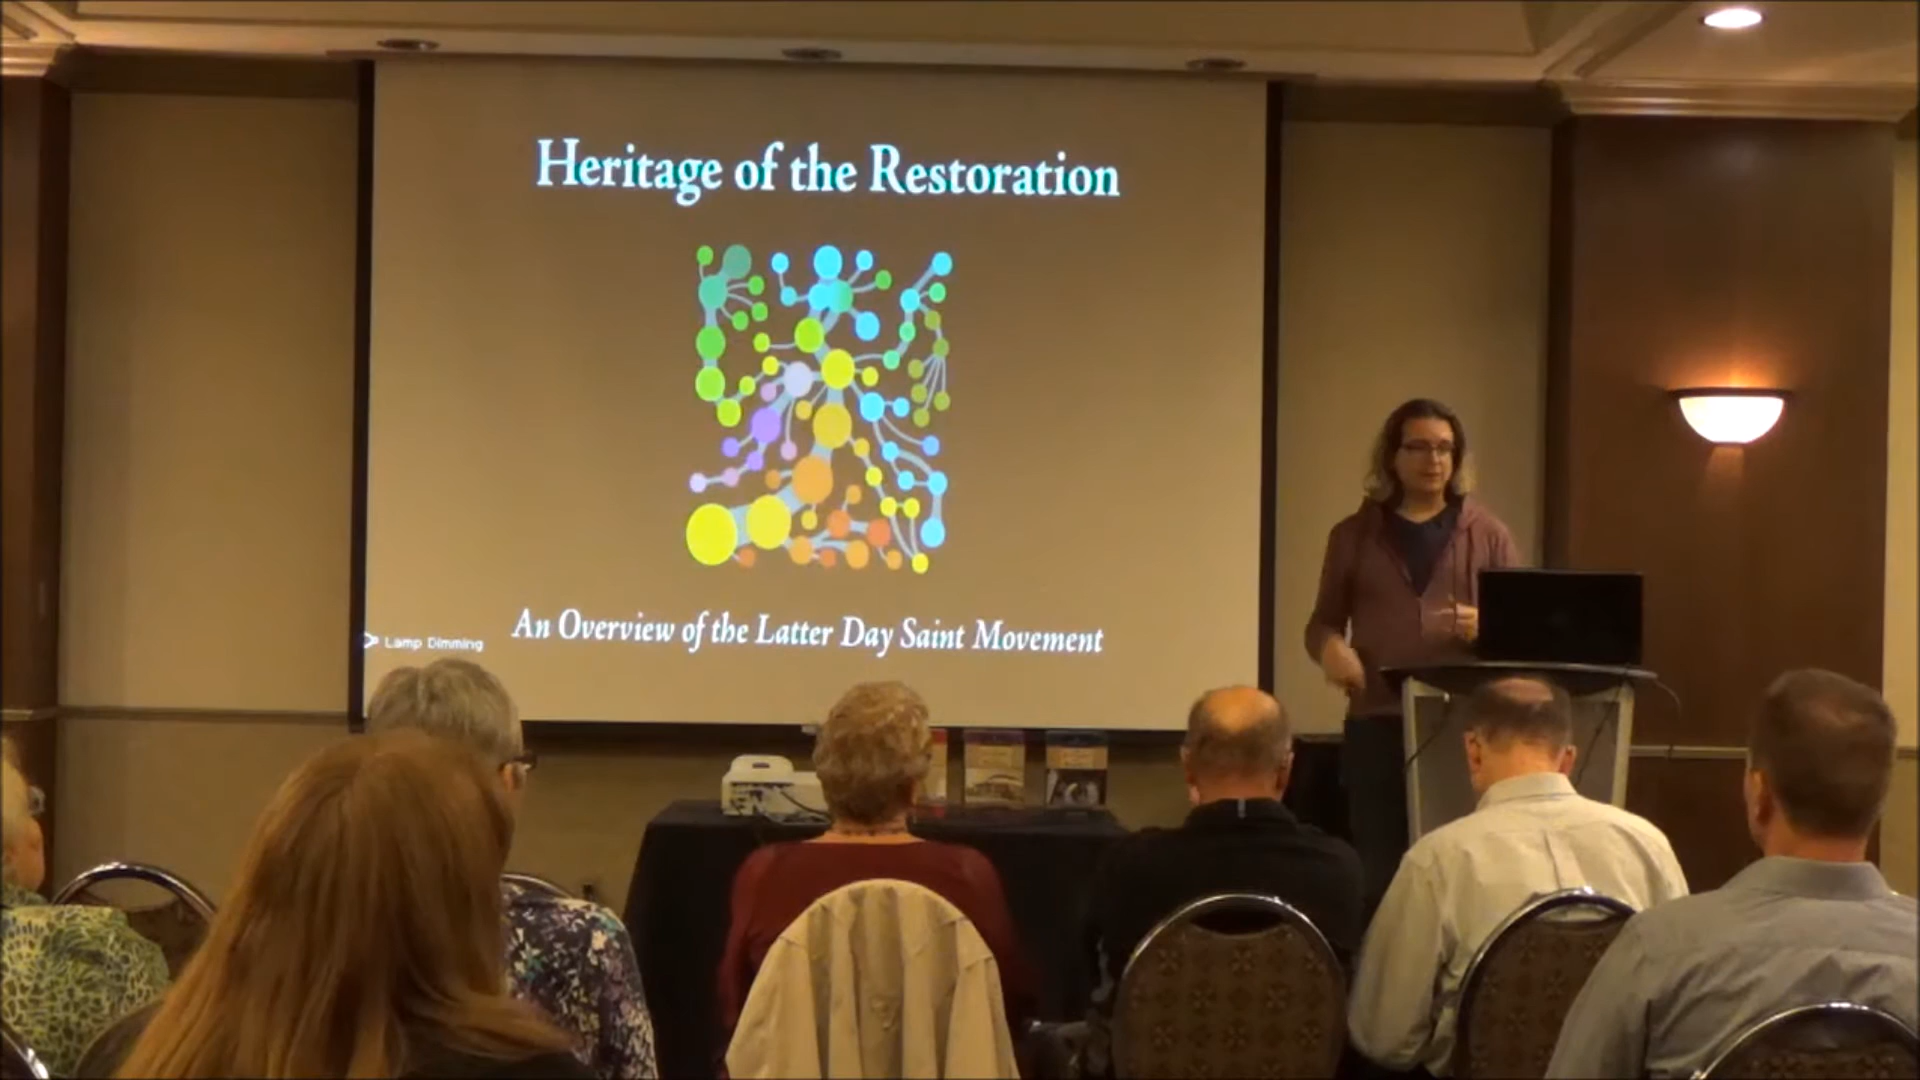 Heritage of the Restoration
An Overview of the Latter Day Saint Movement
Lamp Dimming